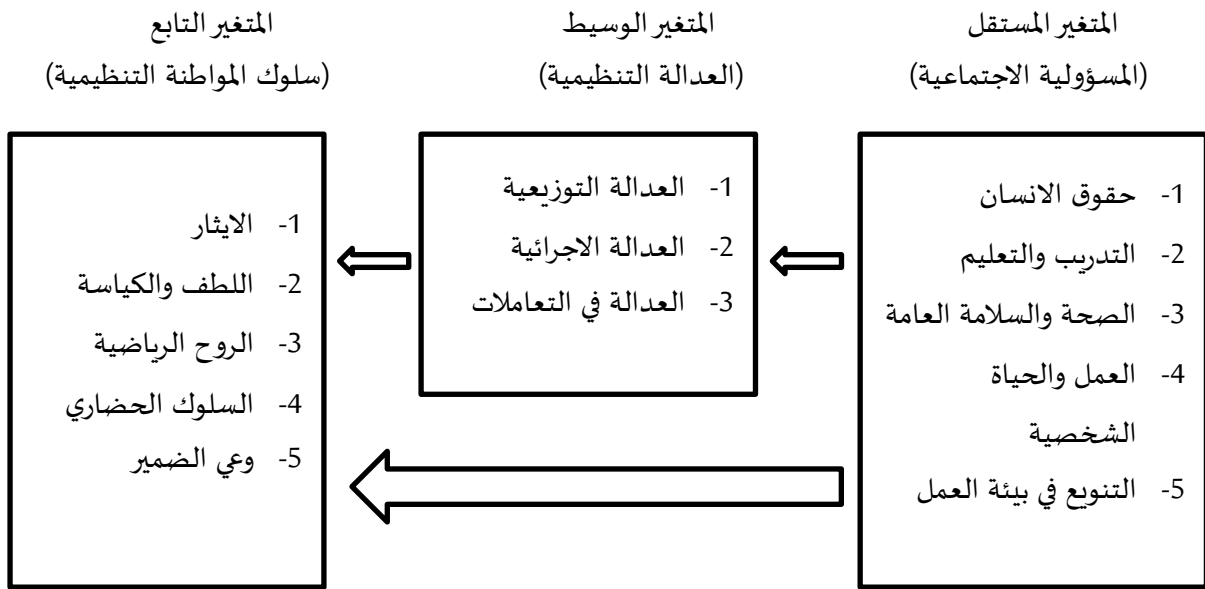 المتغير المستقل
(المسؤولية الاجتماعية)
1- حقوق الانسان
2- التدريب والتعليم
3- الصحة والسلامة العامة
4- العمل والحياة
الشخصية
5- التنويع في بيئة العمل
المتغير الوسيط
(العدالة التنظيمية)
1- العدالة التوزيعية
2- العدالة الاجرائية
3- العدالة في التعاملات
المتغير التابع
(سلوك المواطنة التنظيمية)
1- الايثار
2- اللطف والكياسة
3- الروح الرياضية
4- السلوك الحضاري
5- وعي الضمير